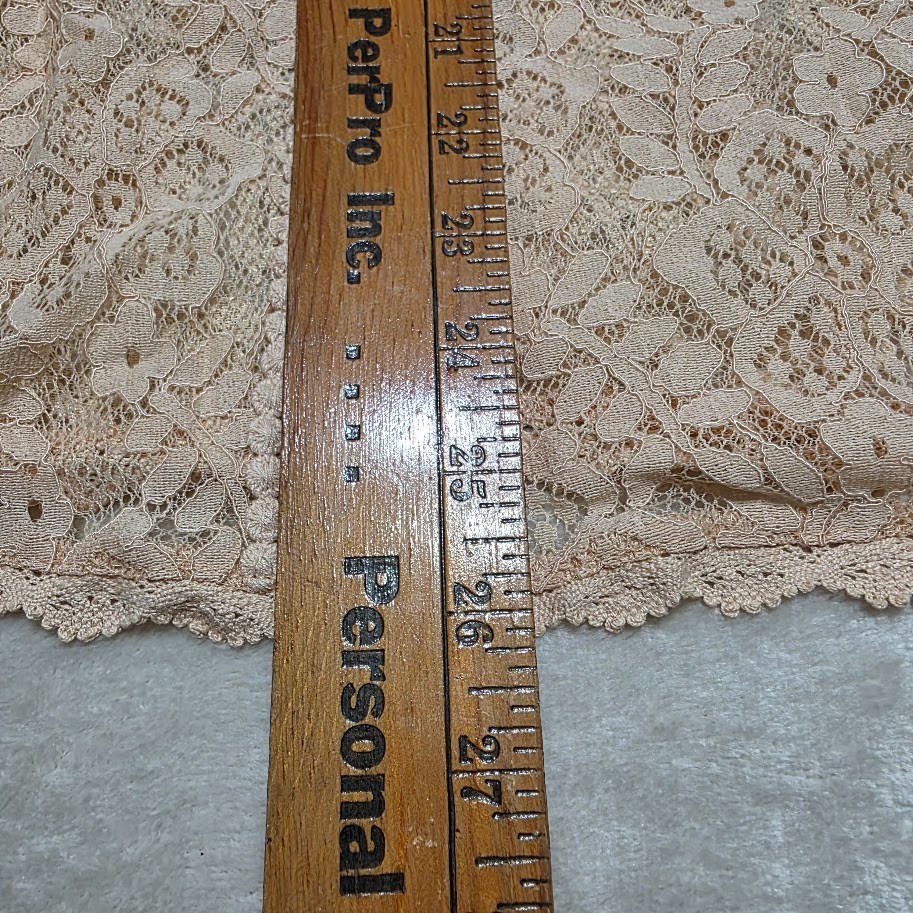 PerPro Inc. .... Personal
21 22 23 24 25 26 27